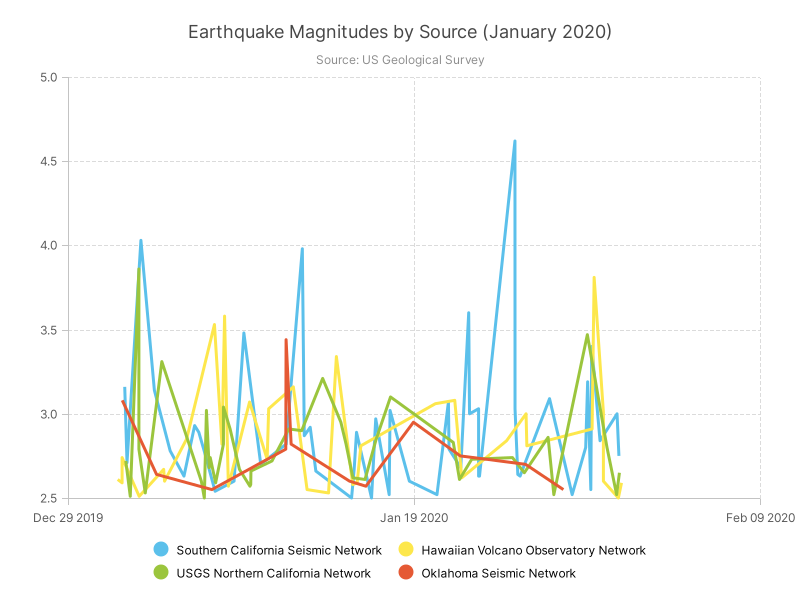 Earthquake Magnitudes by Source (January 2020)
Source: US Geological Survey
5.0
4.5
4.0
3.5
3.0
2.5
Dec 29 2019 Jan 19 2020 Feb 09 2020
Southern California Seismic Network Hawaiian Volcano Observatory Network
USGS Northern California Network Oklahoma Seismic Network